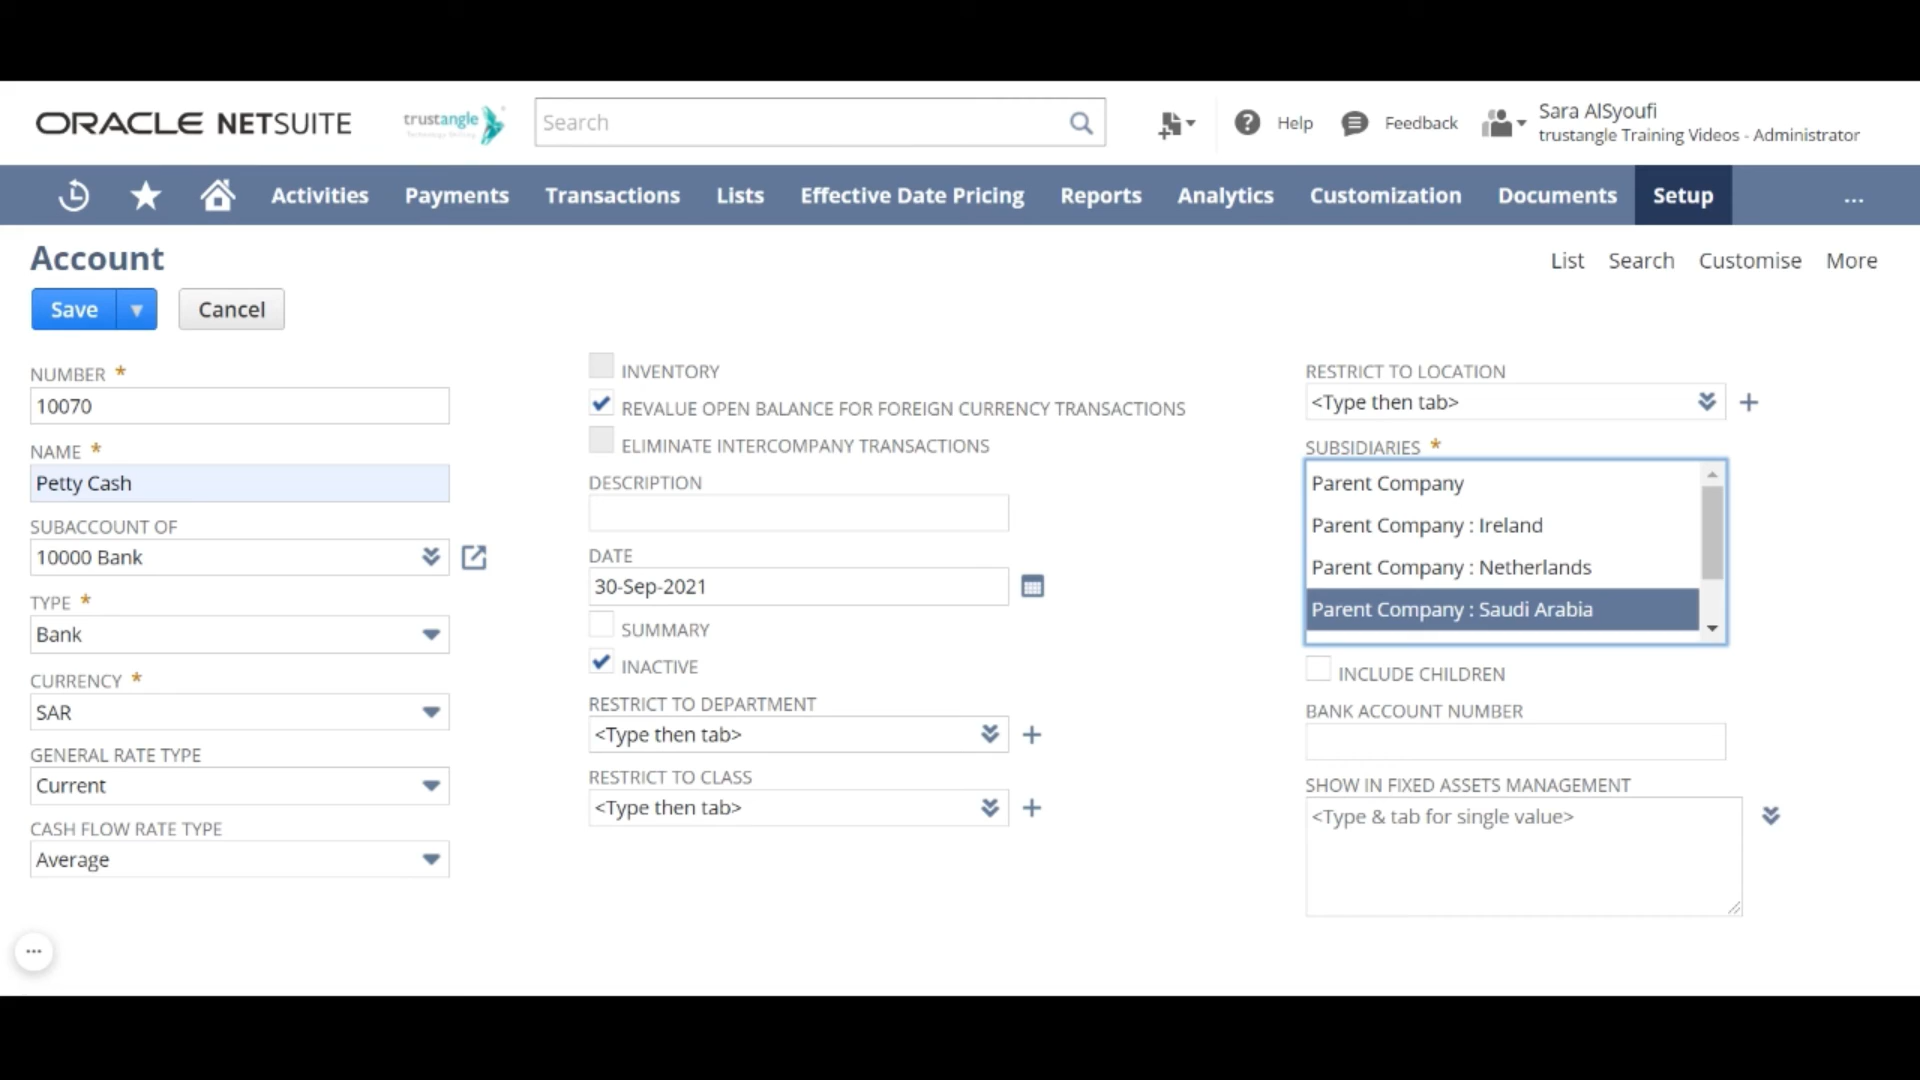 ORACLE NETSUITE
trustangle
Search
Help
Feedback
Sara AlSyoufi
trustangle Training Videos - Administrator
Activities
Payments
Transactions
Lists
Effective Date Pricing
Reports
Analytics
Customization
Documents
Setup
...
Account
List
Search
Customise
More
Save
Cancel
NUMBER *
10070
NAME *
Petty Cash
SUBACCOUNT OF
10000 Bank
TYPE *
Bank
CURRENCY *
SAR
GENERAL RATE TYPE
Current
CASH FLOW RATE TYPE
Average
INVENTORY
REVALUE OPEN BALANCE FOR FOREIGN CURRENCY TRANSACTIONS
ELIMINATE INTERCOMPANY TRANSACTIONS
DESCRIPTION
DATE
30-Sep-2021
SUMMARY
INACTIVE
RESTRICT TO DEPARTMENT
<Type then tab>
RESTRICT TO CLASS
<Type then tab>
RESTRICT TO LOCATION
<Type then tab>
SUBSIDIARIES *
Parent Company
Parent Company : Ireland
Parent Company : Netherlands
Parent Company : Saudi Arabia
INCLUDE CHILDREN
BANK ACCOUNT NUMBER
SHOW IN FIXED ASSETS MANAGEMENT
<Type & tab for single value>
...